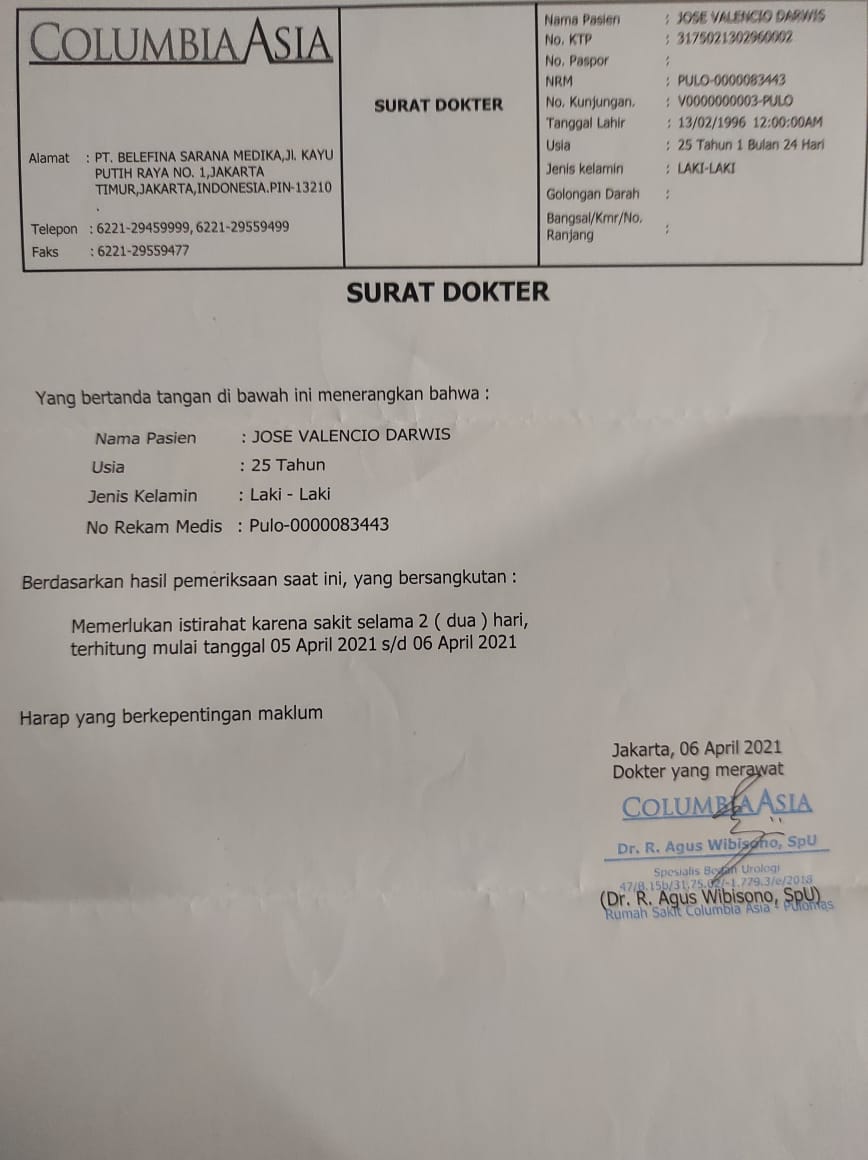 COLUMBIAASIA
Alamat : PT. BELEFINA SARANA MEDIKA,Jl. KAYU
PUTIH RAYA NO. 1,JAKARTA
TIMUR,JAKARTA,INDONESIA.PIN-13210
.
Telepon : 6221-29459999, 6221-29559499
Faks : 6221-29559477
SURAT DOKTER
Nama Pasien : JOSE VALENCIO DARWIS
No. KTP : 3175021302960002
No. Paspor :
NRM : PULO-0000083443
No. Kunjungan. : V0000000003-PULO
Tanggal Lahir : 13/02/1996 12:00:00AM
Usia : 25 Tahun 1 Bulan 24 Hari
Jenis kelamin : LAKI-LAKI
Golongan Darah :
Bangsal/Kmr/No. :
Ranjang
SURAT DOKTER
Yang bertanda tangan di bawah ini menerangkan bahwa :
Nama Pasien : JOSE VALENCIO DARWIS
Usia : 25 Tahun
Jenis Kelamin : Laki - Laki
No Rekam Medis : Pulo-0000083443
Berdasarkan hasil pemeriksaan saat ini, yang bersangkutan :
Memerlukan istirahat karena sakit selama 2 ( dua ) hari,
terhitung mulai tanggal 05 April 2021 s/d 06 April 2021
Harap yang berkepentingan maklum
Jakarta, 06 April 2021
Dokter yang merawat
COLUMBIAASIA
Dr. R. Agus Wibisono, SpU
Spesialis Bedah Urologi
47/8.15b/31.75.02/-1.779.3/e/2018
(Dr. R. Agus Wibisono, SpU)
Rumah Sakit Columbia Asia - Pulomas